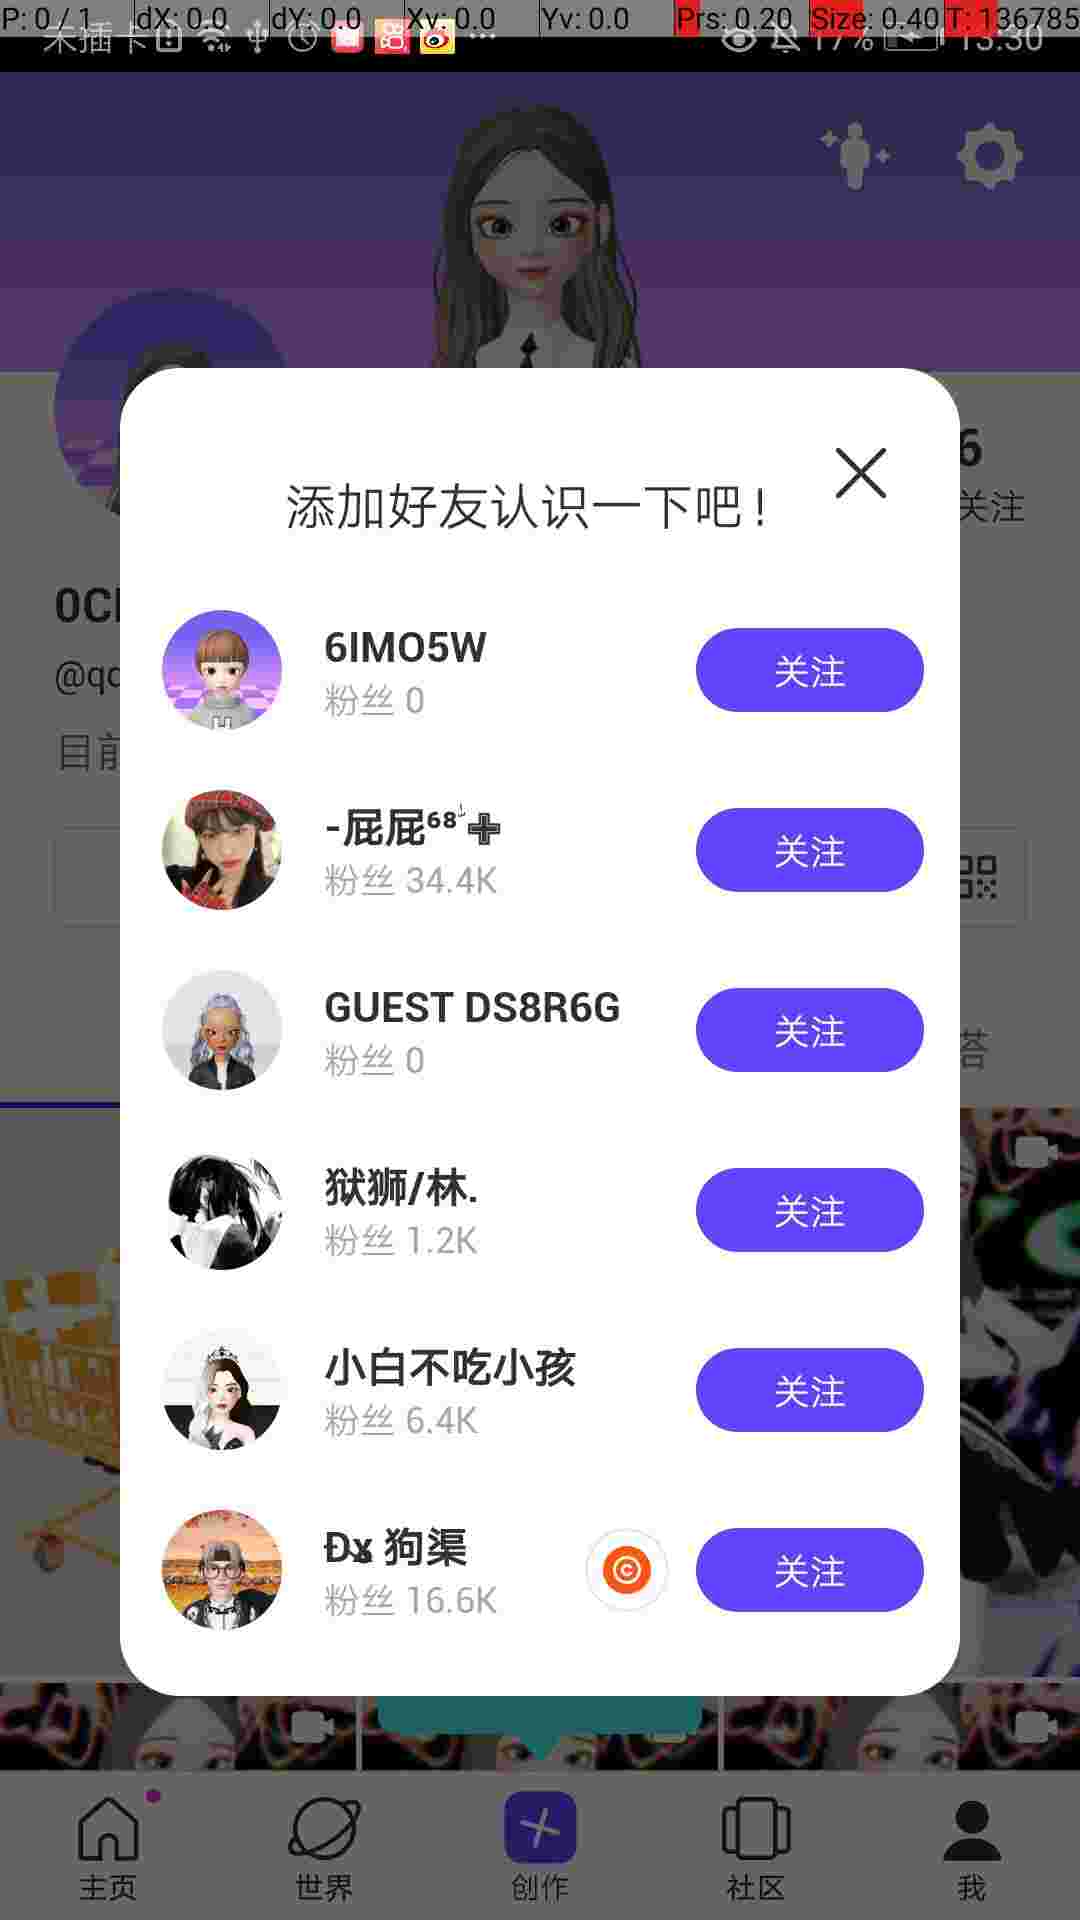 P: 0 / 1 dX: 0.0 dY: 0.0 Xv: 0.0 Yv: 0.0 Prs: 0.20 Size: 0.40 T: 136785
未插卡 17% 13:30
6
关注
添加好友认识一下吧！
6IMO5W
粉丝 0
关注
-屁屁⁶⁸
粉丝 34.4K
关注
GUEST DS8R6G
粉丝 0
关注
狱狮/林.
粉丝 1.2K
关注
小白不吃小孩
粉丝 6.4K
关注
狗渠
粉丝 16.6K
关注
目前
主页 世界 创作 社区 我